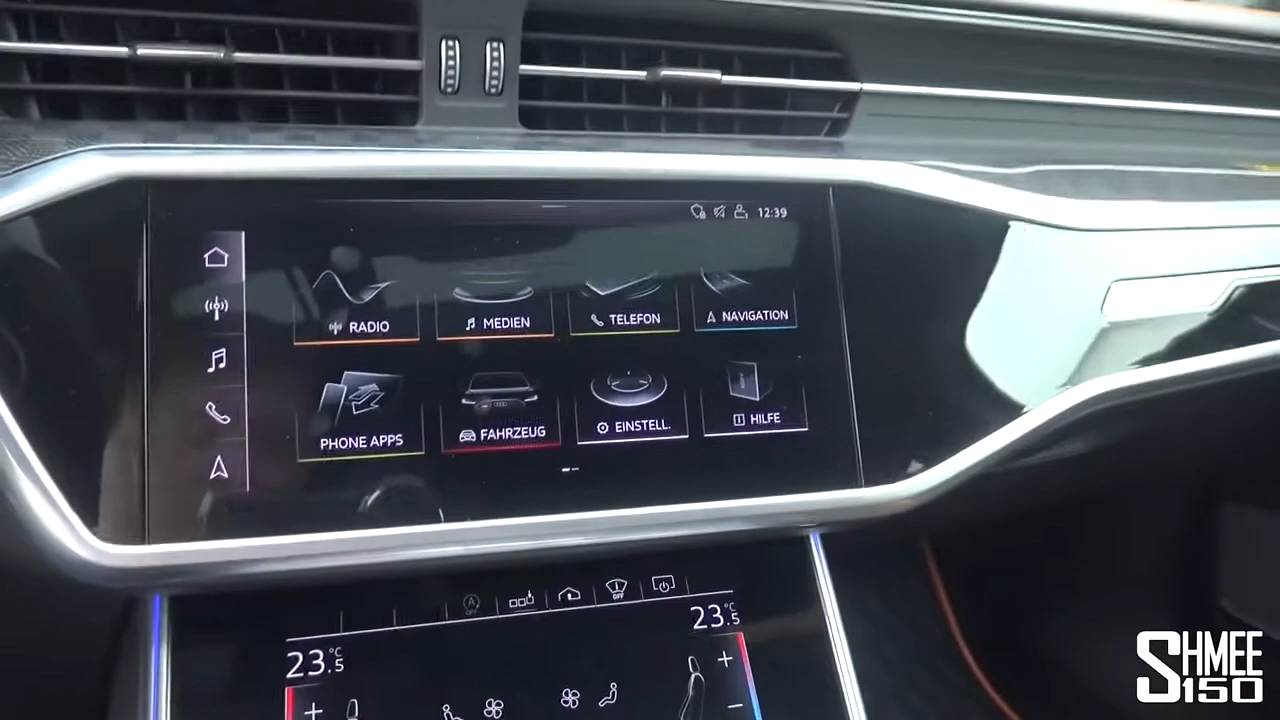 12:39
RADIO
MEDIEN
TELEFON
NAVIGATION
PHONE APPS
FAHRZEUG
EINSTELL.
HILFE
A
OFF
OFF
23.5 °C
23.5 °C
+
+
−
SHMEE
150